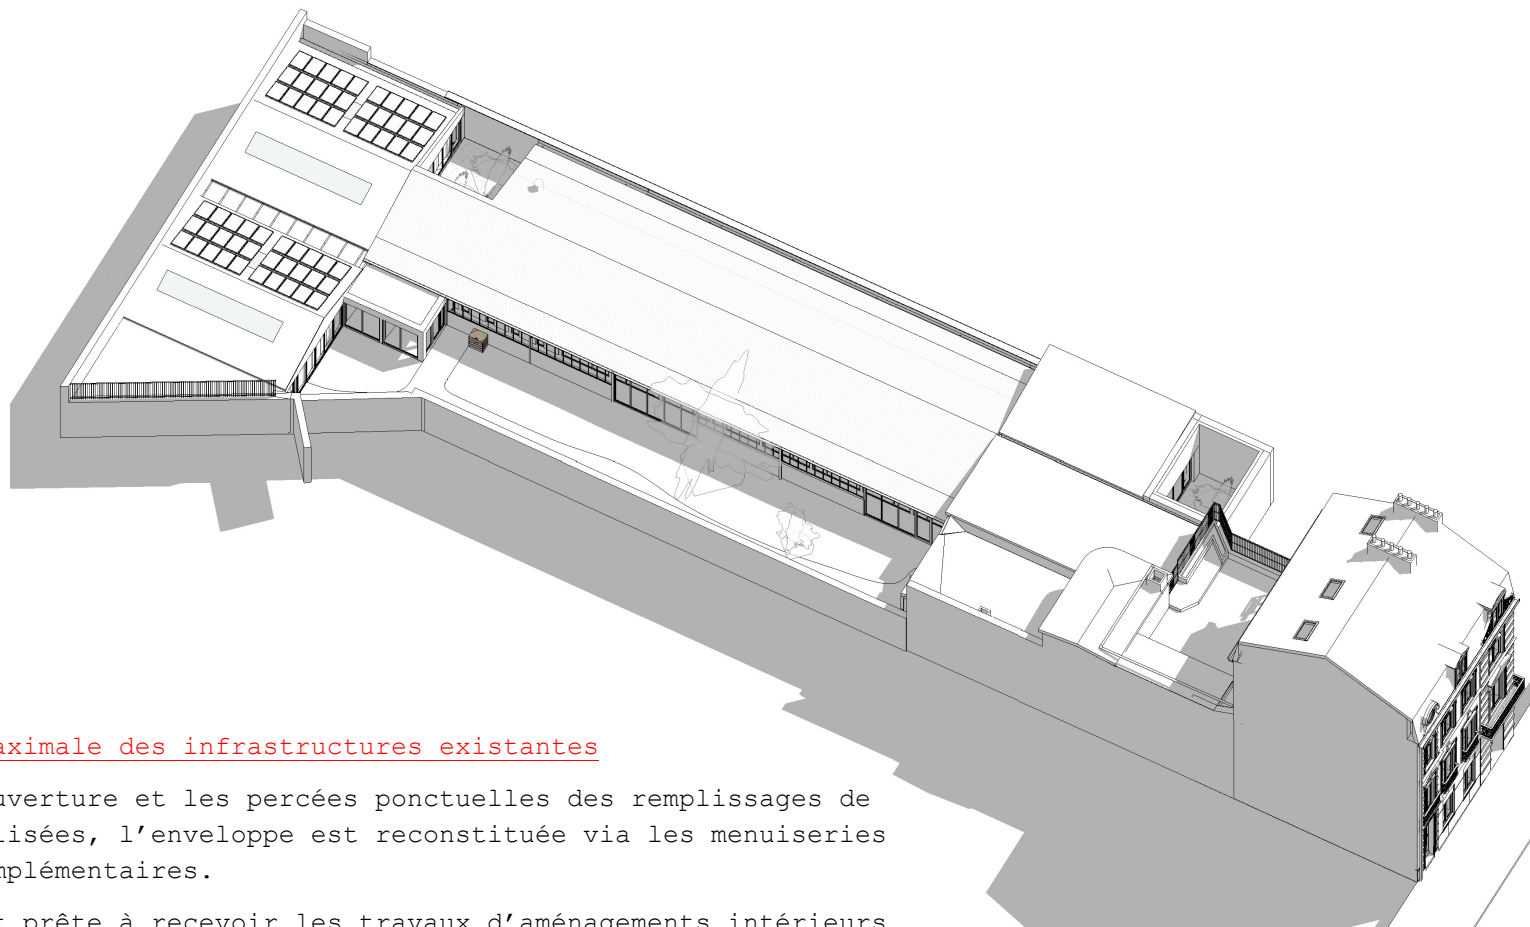 aximale des infrastructures existantes
uverture et les percées ponctuelles des remplissages de
lisées, l'enveloppe est reconstituée via les menuiseries
mplémentaires.
t prête à recevoir les travaux d'aménagements intérieurs